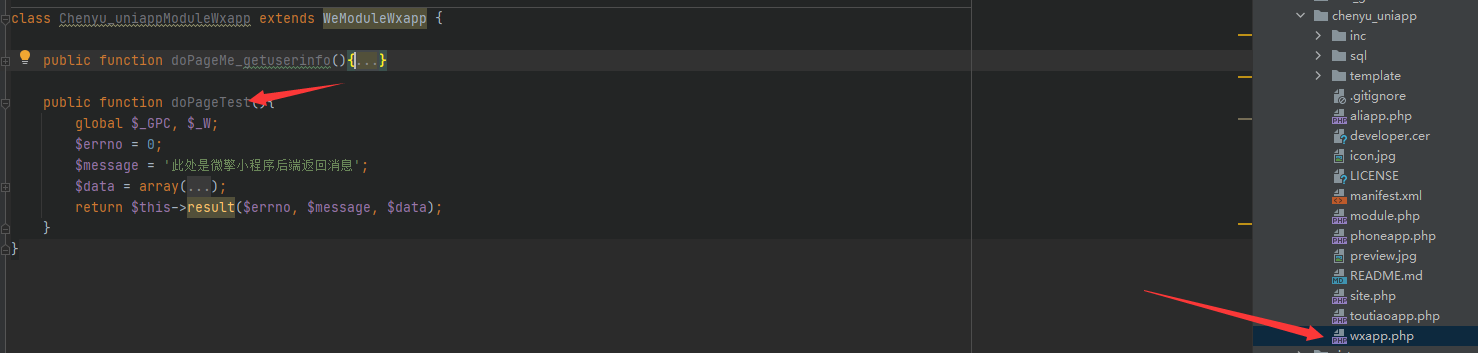 class Chenyu_uniappModuleWxapp extends WeModuleWxapp {
public function doPageMe_getuserinfo(){...}
public function doPageTest(){
global $_GPC, $_W;
$errno = 0;
$message = '此处是微擎小程序后端返回消息';
$data = array(...);
return $this->result($errno, $message, $data);
}
}
chenyu_uniapp
inc
sql
template
.gitignore
aliapp.php
developer.cer
icon.jpg
LICENSE
manifest.xml
module.php
phoneapp.php
preview.jpg
README.md
site.php
toutiaoapp.php
wxapp.php